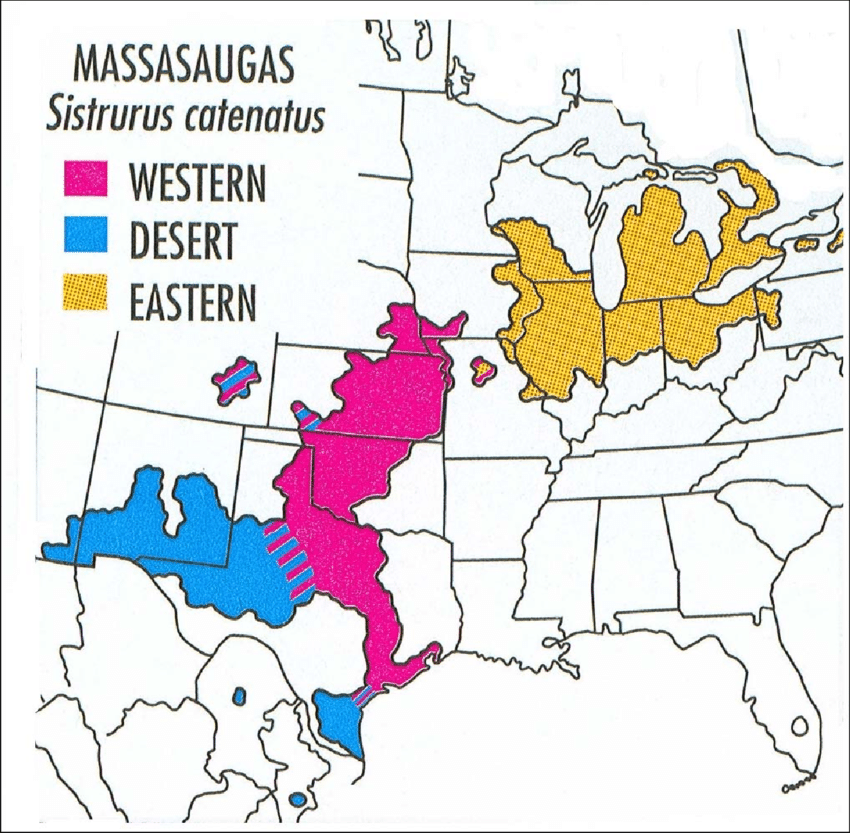 MASSASAUGAS
Sistrurus catenatus
WESTERN
DESERT
EASTERN